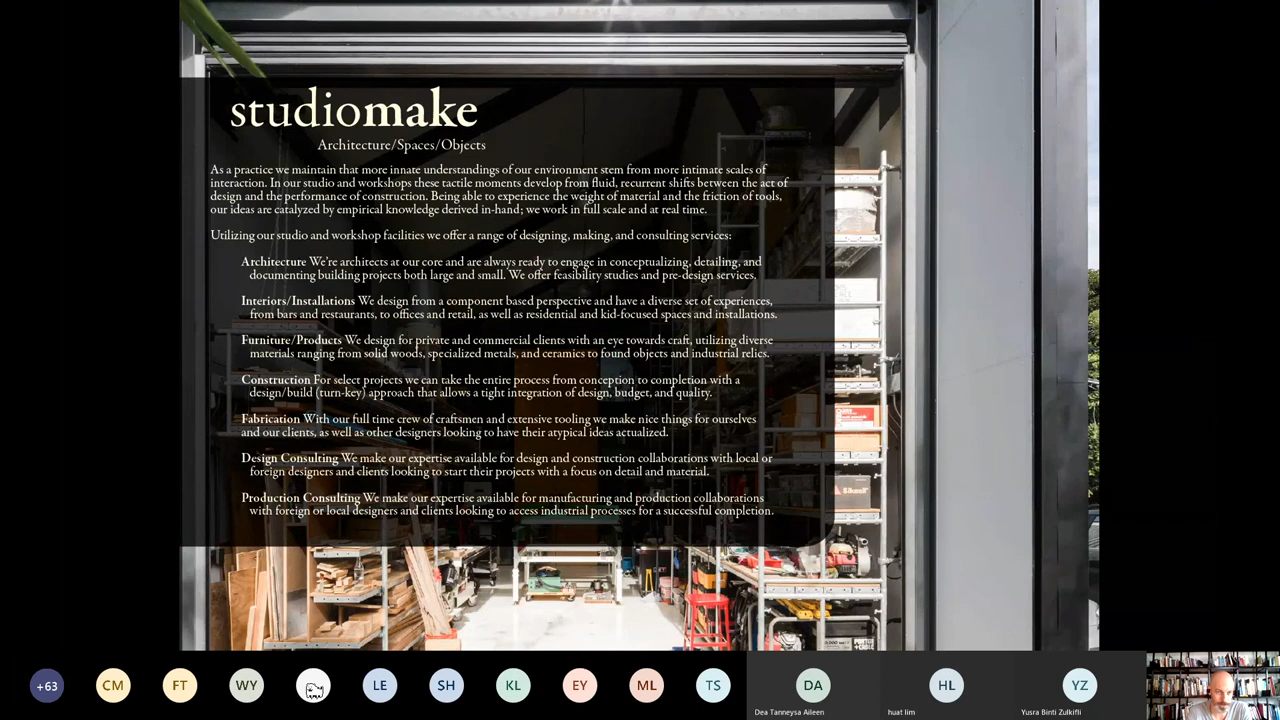 studiomake
Architecture/Spaces/Objects
As a practice we maintain that more innate understandings of our environment stem from more intimate scales of
interaction. In our studio and workshops these tactile moments develop from fluid, recurrent shifts between the act of
design and the performance of construction. Being able to experience the weight of material and the friction of tools,
our ideas are catalyzed by empirical knowledge derived in-hand; we work in full scale and at real time.
Utilizing our studio and workshop facilities we offer a range of designing, making, and consulting services:
Architecture We're architects at our core and are always ready to engage in conceptualizing, detailing, and
documenting building projects both large and small. We offer feasibility studies and pre-design services.
Interiors/Installations We design from a component based perspective and have a diverse set of experiences,
from bars and restaurants, to offices and retail, as well as residential and kid-focused spaces and installations.
Furniture/Products We design for private and commercial clients with an eye towards craft, utilizing diverse
materials ranging from solid woods, specialized metals, and ceramics to found objects and industrial relics.
Construction For select projects we can take the entire process from conception to completion with a
design/build (turn-key) approach that allows a tight integration of design, budget, and quality.
Fabrication With our full time crew of craftsmen and extensive tooling we make nice things for ourselves
and our clients, as well as other designers looking to have their atypical ideas actualized.
Design Consulting We make our expertise available for design and construction collaborations with local or
foreign designers and clients looking to start their projects with a focus on detail and material.
Production Consulting We make our expertise available for manufacturing and production collaborations
with foreign or local designers and clients looking to access industrial processes for a successful completion.
+63 CM FT WY LE SH KL EY ML TS DA HL YZ
Dea Tanneysa Aileen huat lim Yusra Binti Zulkifli